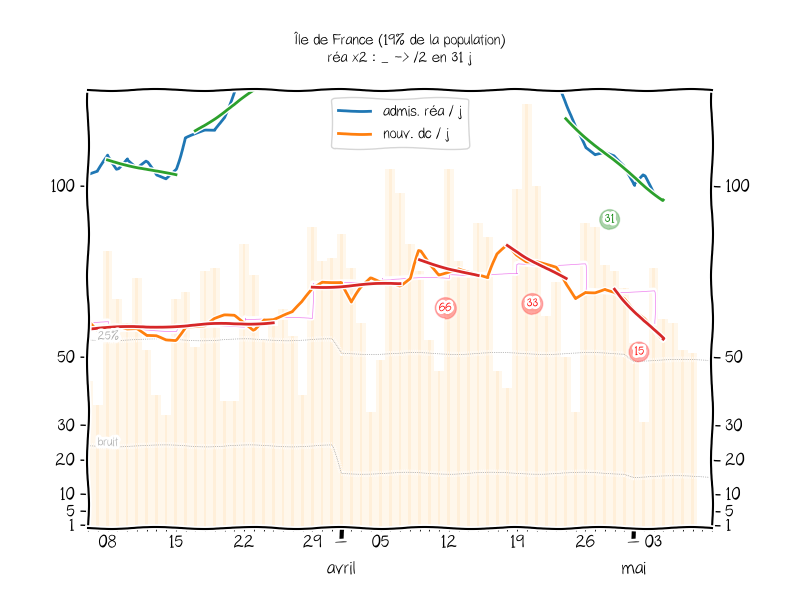 Île de France (19% de la population)
réa x2 : _ -> /2 en 31 j
admis. réa / j
nouv. dc / j
100
100
31
66
33
25%
15
50
50
bruit
30
30
20
20
10
10
5
5
1
1
08 15 22 29 05 12 19 26 03
avril mai